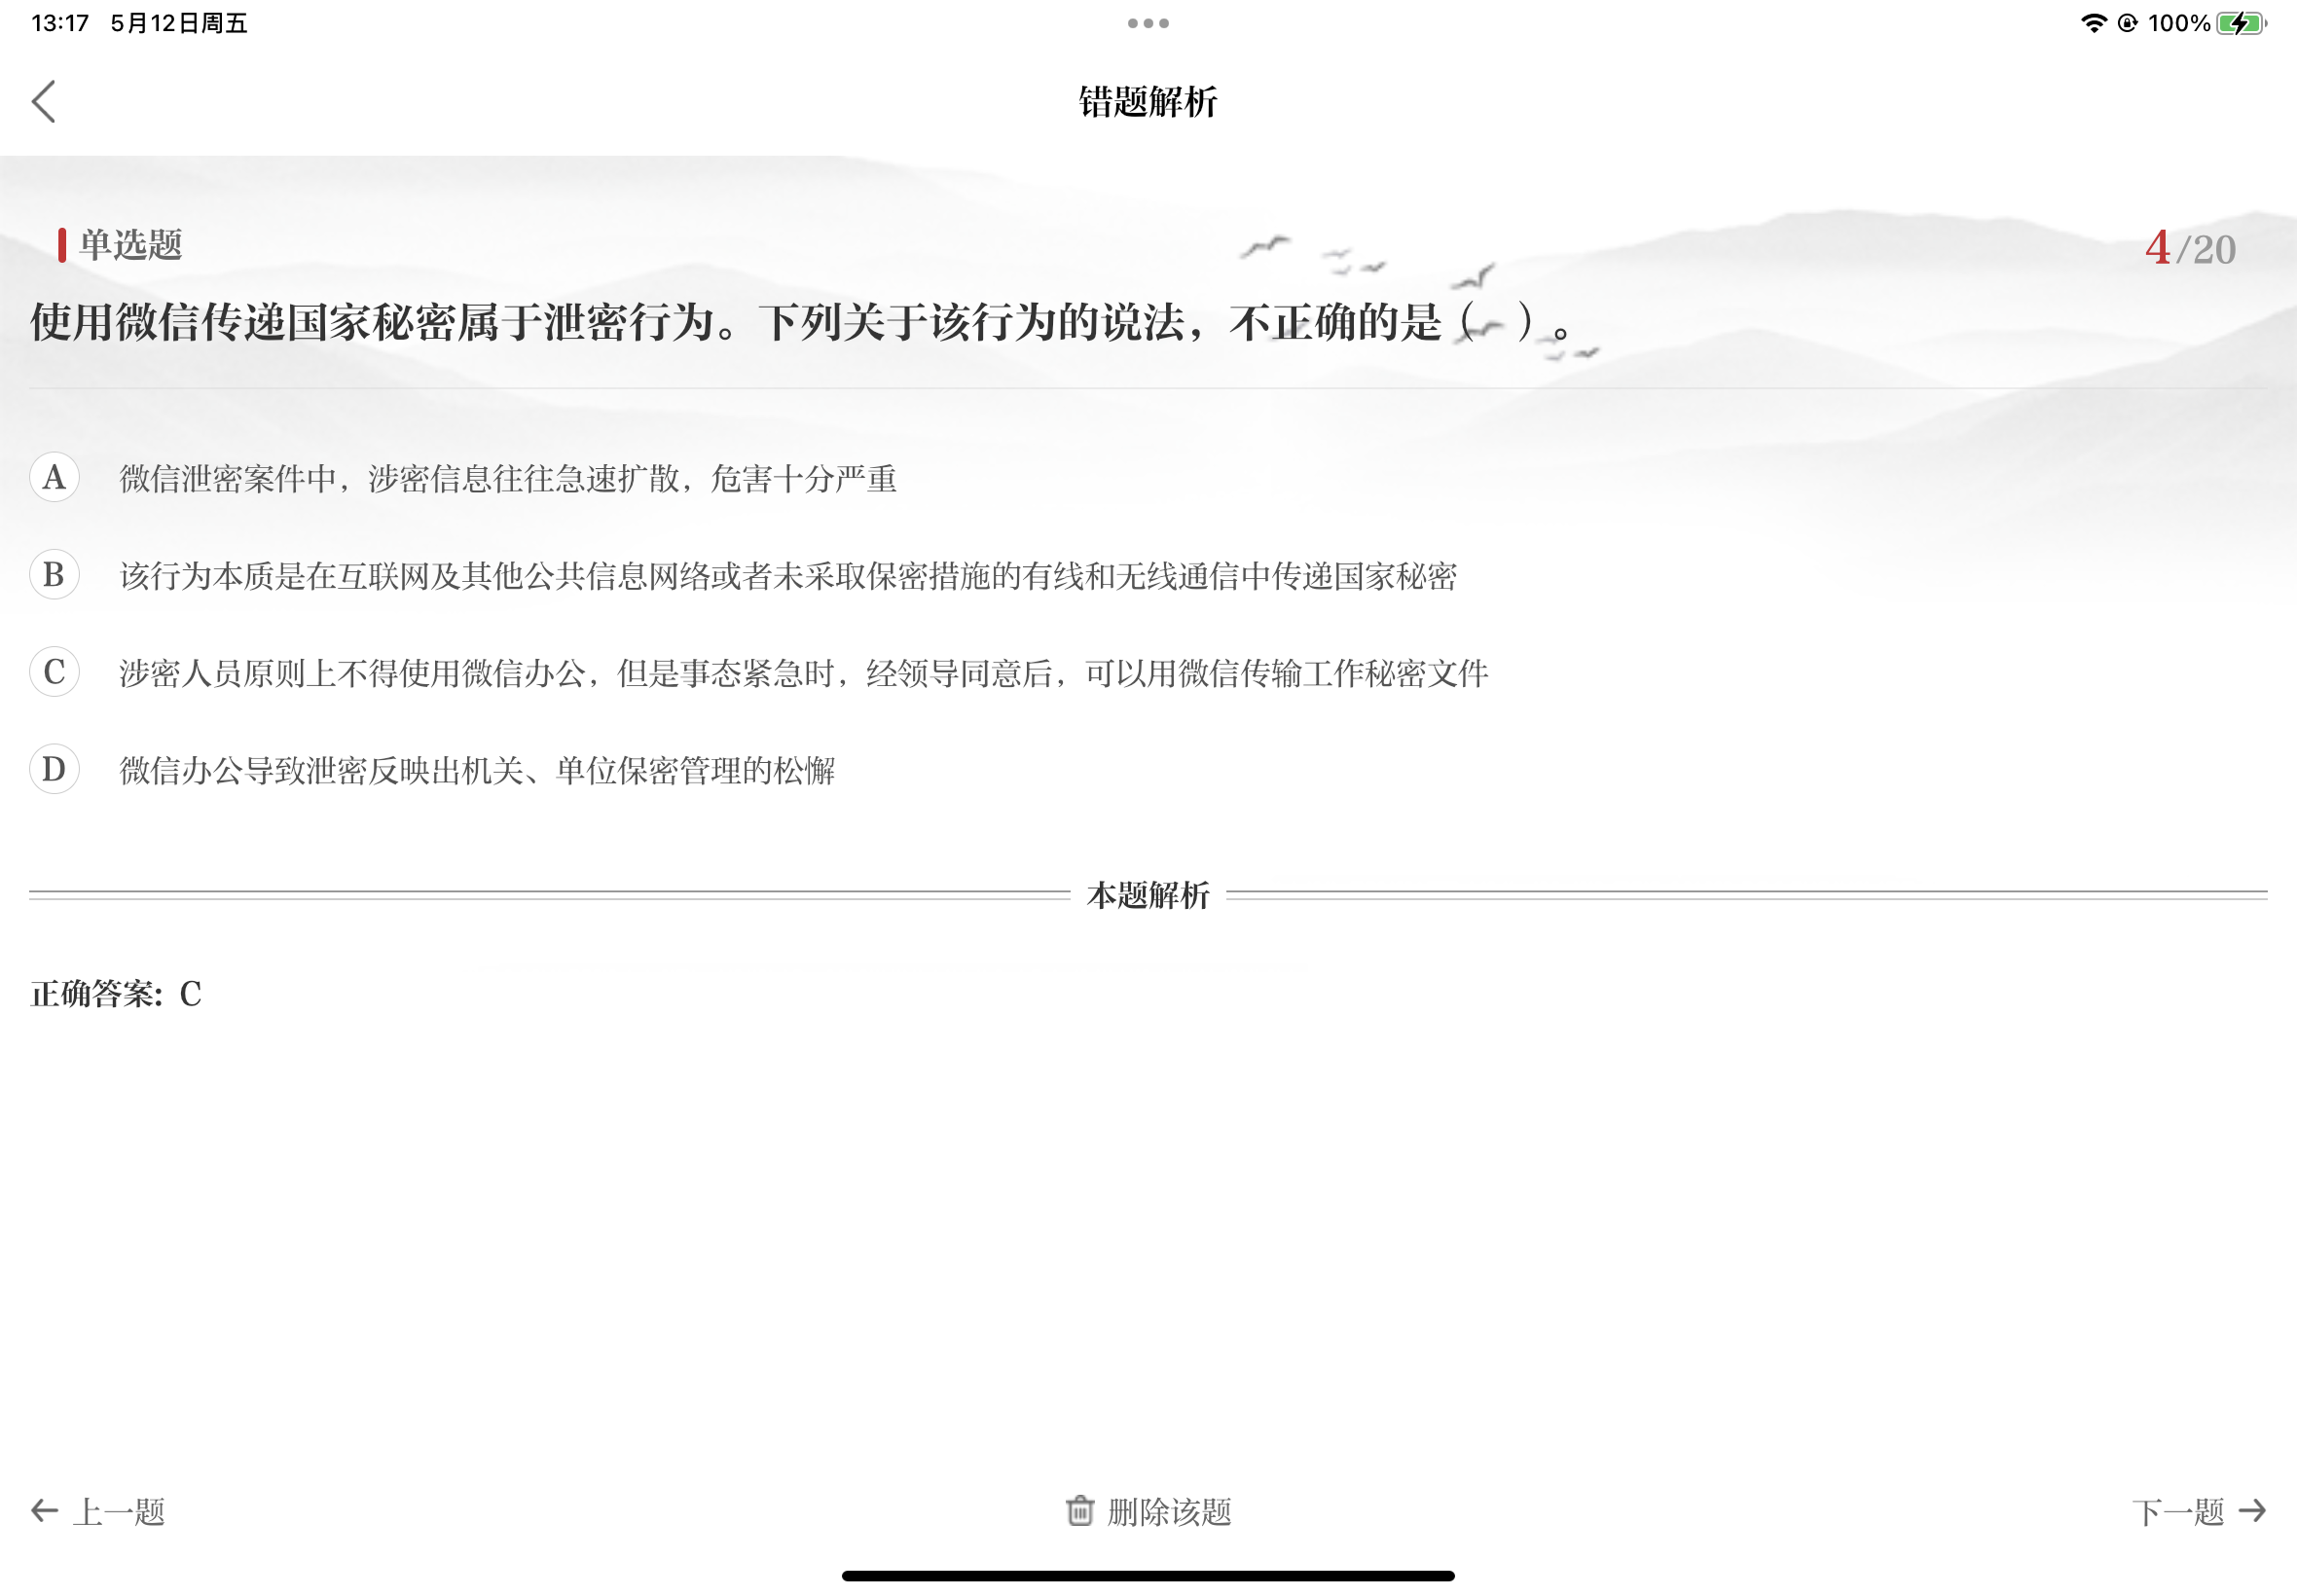 13:17 5月12日周五
100%
错题解析
单选题
4/20
使用微信传递国家秘密属于泄密行为。下列关于该行为的说法，不正确的是（ ）。
A 微信泄密案件中，涉密信息往往急速扩散，危害十分严重
B 该行为本质是在互联网及其他公共信息网络或者未采取保密措施的有线和无线通信中传递国家秘密
C 涉密人员原则上不得使用微信办公，但是事态紧急时，经领导同意后，可以用微信传输工作秘密文件
D 微信办公导致泄密反映出机关、单位保密管理的松懈
本题解析
正确答案: C
上一题
删除该题
下一题